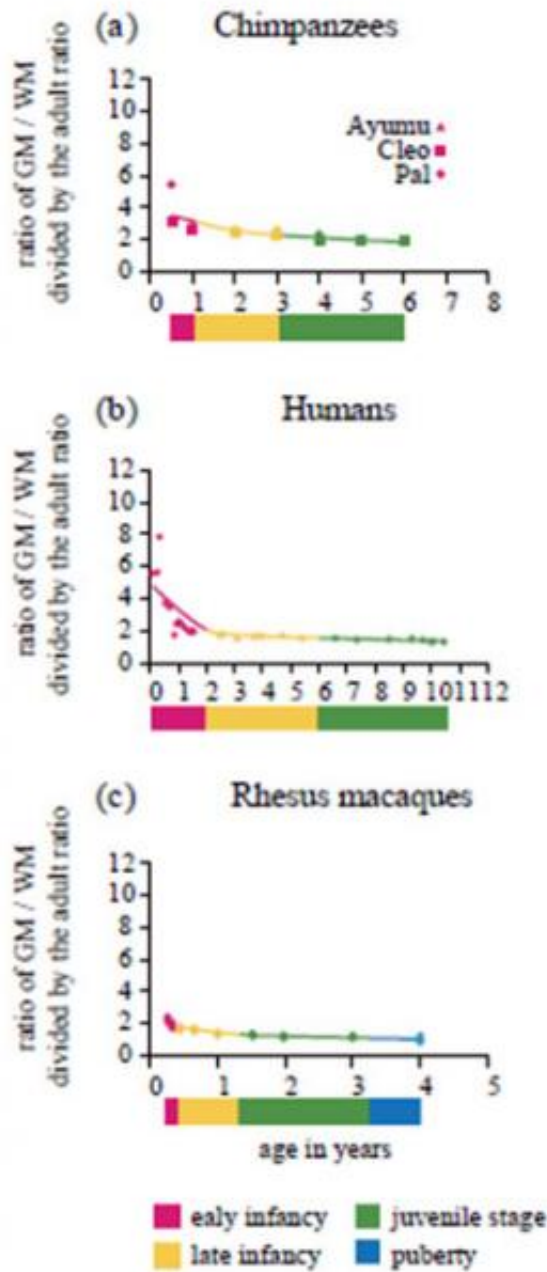 (a) Chimpanzees
ratio of GM / WM
divided by the adult ratio
12
10
8
6
4
2
0
Ayumu
Cleo
Pal
0 1 2 3 4 5 6 7 8
(b) Humans
ratio of GM / WM
divided by the adult ratio
12
10
8
6
4
2
0
0 1 2 3 4 5 6 7 8 9 10 11 12
(c) Rhesus macaques
ratio of GM / WM
divided by the adult ratio
12
10
8
6
4
2
0
0 1 2 3 4 5
age in years
ealy infancy juvenile stage
late infancy puberty